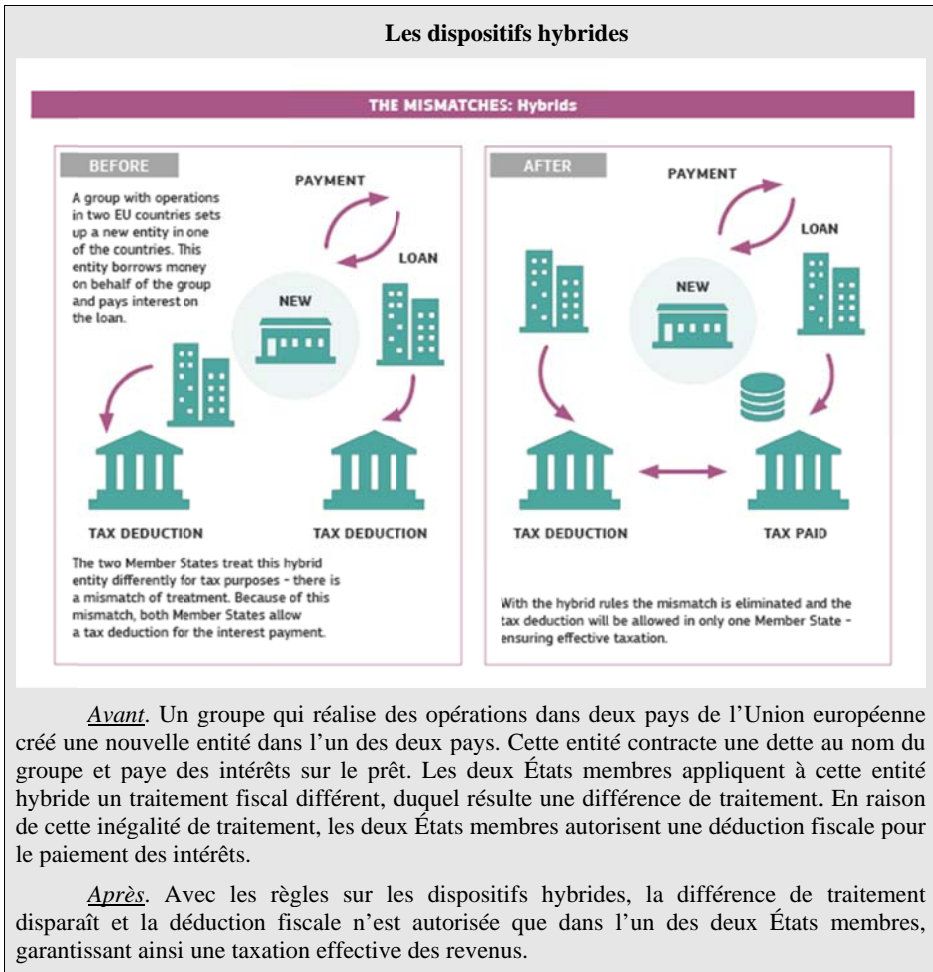 Les dispositifs hybrides
THE MISMATCHES: Hybrids
BEFORE
A group with operations
in two EU countries sets
up a new entity in one
of the countries. This
entity borrows money
on behalf of the group
and pays interest on
the loan.
PAYMENT
LOAN
NEW
TAX DEDUCTION
TAX DEDUCTION
The two Member States treat this hybrid
entity differently for tax purposes - there is
a mismatch of treatment. Because of this
mismatch, both Member States allow
a tax deduction for the interest payment.
AFTER
PAYMENT
LOAN
NEW
TAX DEDUCTION
TAX PAID
With the hybrid rules the mismatch is eliminated and the
tax deduction will be allowed in only one Member State -
ensuring effective taxation.
Avant. Un groupe qui réalise des opérations dans deux pays de l’Union européenne
créé une nouvelle entité dans l’un des deux pays. Cette entité contracte une dette au nom du
groupe et paye des intérêts sur le prêt. Les deux États membres appliquent à cette entité
hybride un traitement fiscal différent, duquel résulte une différence de traitement. En raison
de cette inégalité de traitement, les deux États membres autorisent une déduction fiscale pour
le paiement des intérêts.
Après. Avec les règles sur les dispositifs hybrides, la différence de traitement
disparaît et la déduction fiscale n’est autorisée que dans l’un des deux États membres,
garantissant ainsi une taxation effective des revenus.